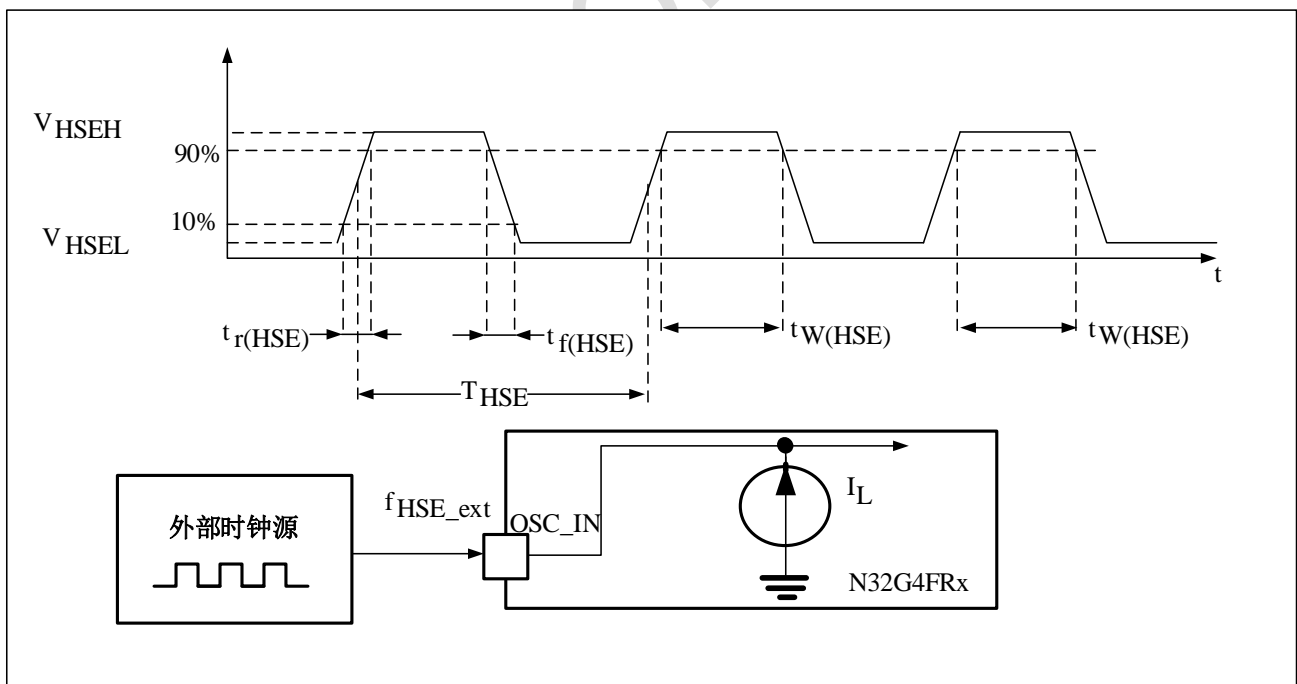 V HSEH
90%
10%
V HSEL
t
t r(HSE)
t f(HSE)
t W(HSE)
t W(HSE)
T HSE
外部时钟源
f HSE_ext
OSC_IN
I L
N32G4FRx